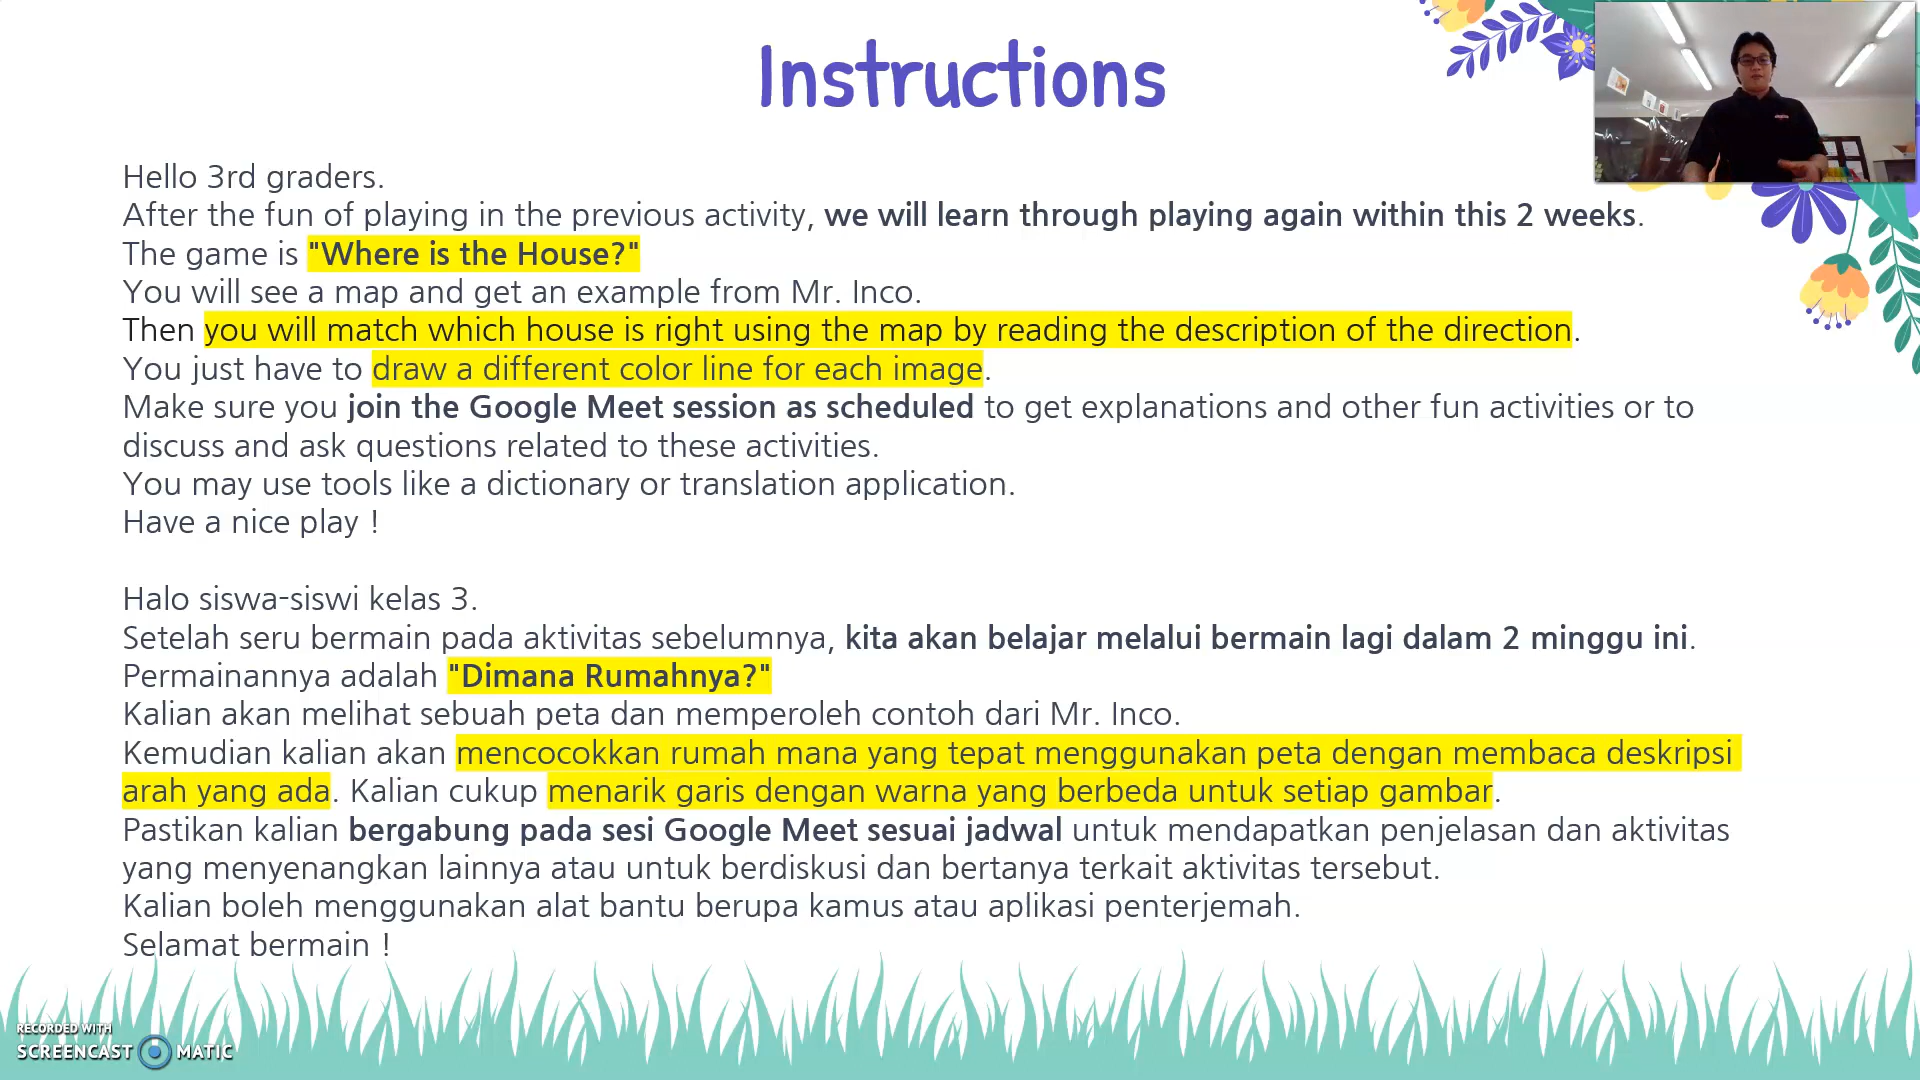 Instructions
Hello 3rd graders.
After the fun of playing in the previous activity, we will learn through playing again within this 2 weeks.
The game is "Where is the House?"
You will see a map and get an example from Mr. Inco.
Then you will match which house is right using the map by reading the description of the direction.
You just have to draw a different color line for each image.
Make sure you join the Google Meet session as scheduled to get explanations and other fun activities or to
discuss and ask questions related to these activities.
You may use tools like a dictionary or translation application.
Have a nice play !
Halo siswa-siswi kelas 3.
Setelah seru bermain pada aktivitas sebelumnya, kita akan belajar melalui bermain lagi dalam 2 minggu ini.
Permainannya adalah "Dimana Rumahnya?"
Kalian akan melihat sebuah peta dan memperoleh contoh dari Mr. Inco.
Kemudian kalian akan mencocokkan rumah mana yang tepat menggunakan peta dengan membaca deskripsi
arah yang ada. Kalian cukup menarik garis dengan warna yang berbeda untuk setiap gambar.
Pastikan kalian bergabung pada sesi Google Meet sesuai jadwal untuk mendapatkan penjelasan dan aktivitas
yang menyenangkan lainnya atau untuk berdiskusi dan bertanya terkait aktivitas tersebut.
Kalian boleh menggunakan alat bantu berupa kamus atau aplikasi penterjemah.
Selamat bermain !
RECORDED WITH
SCREENCAST MATIC